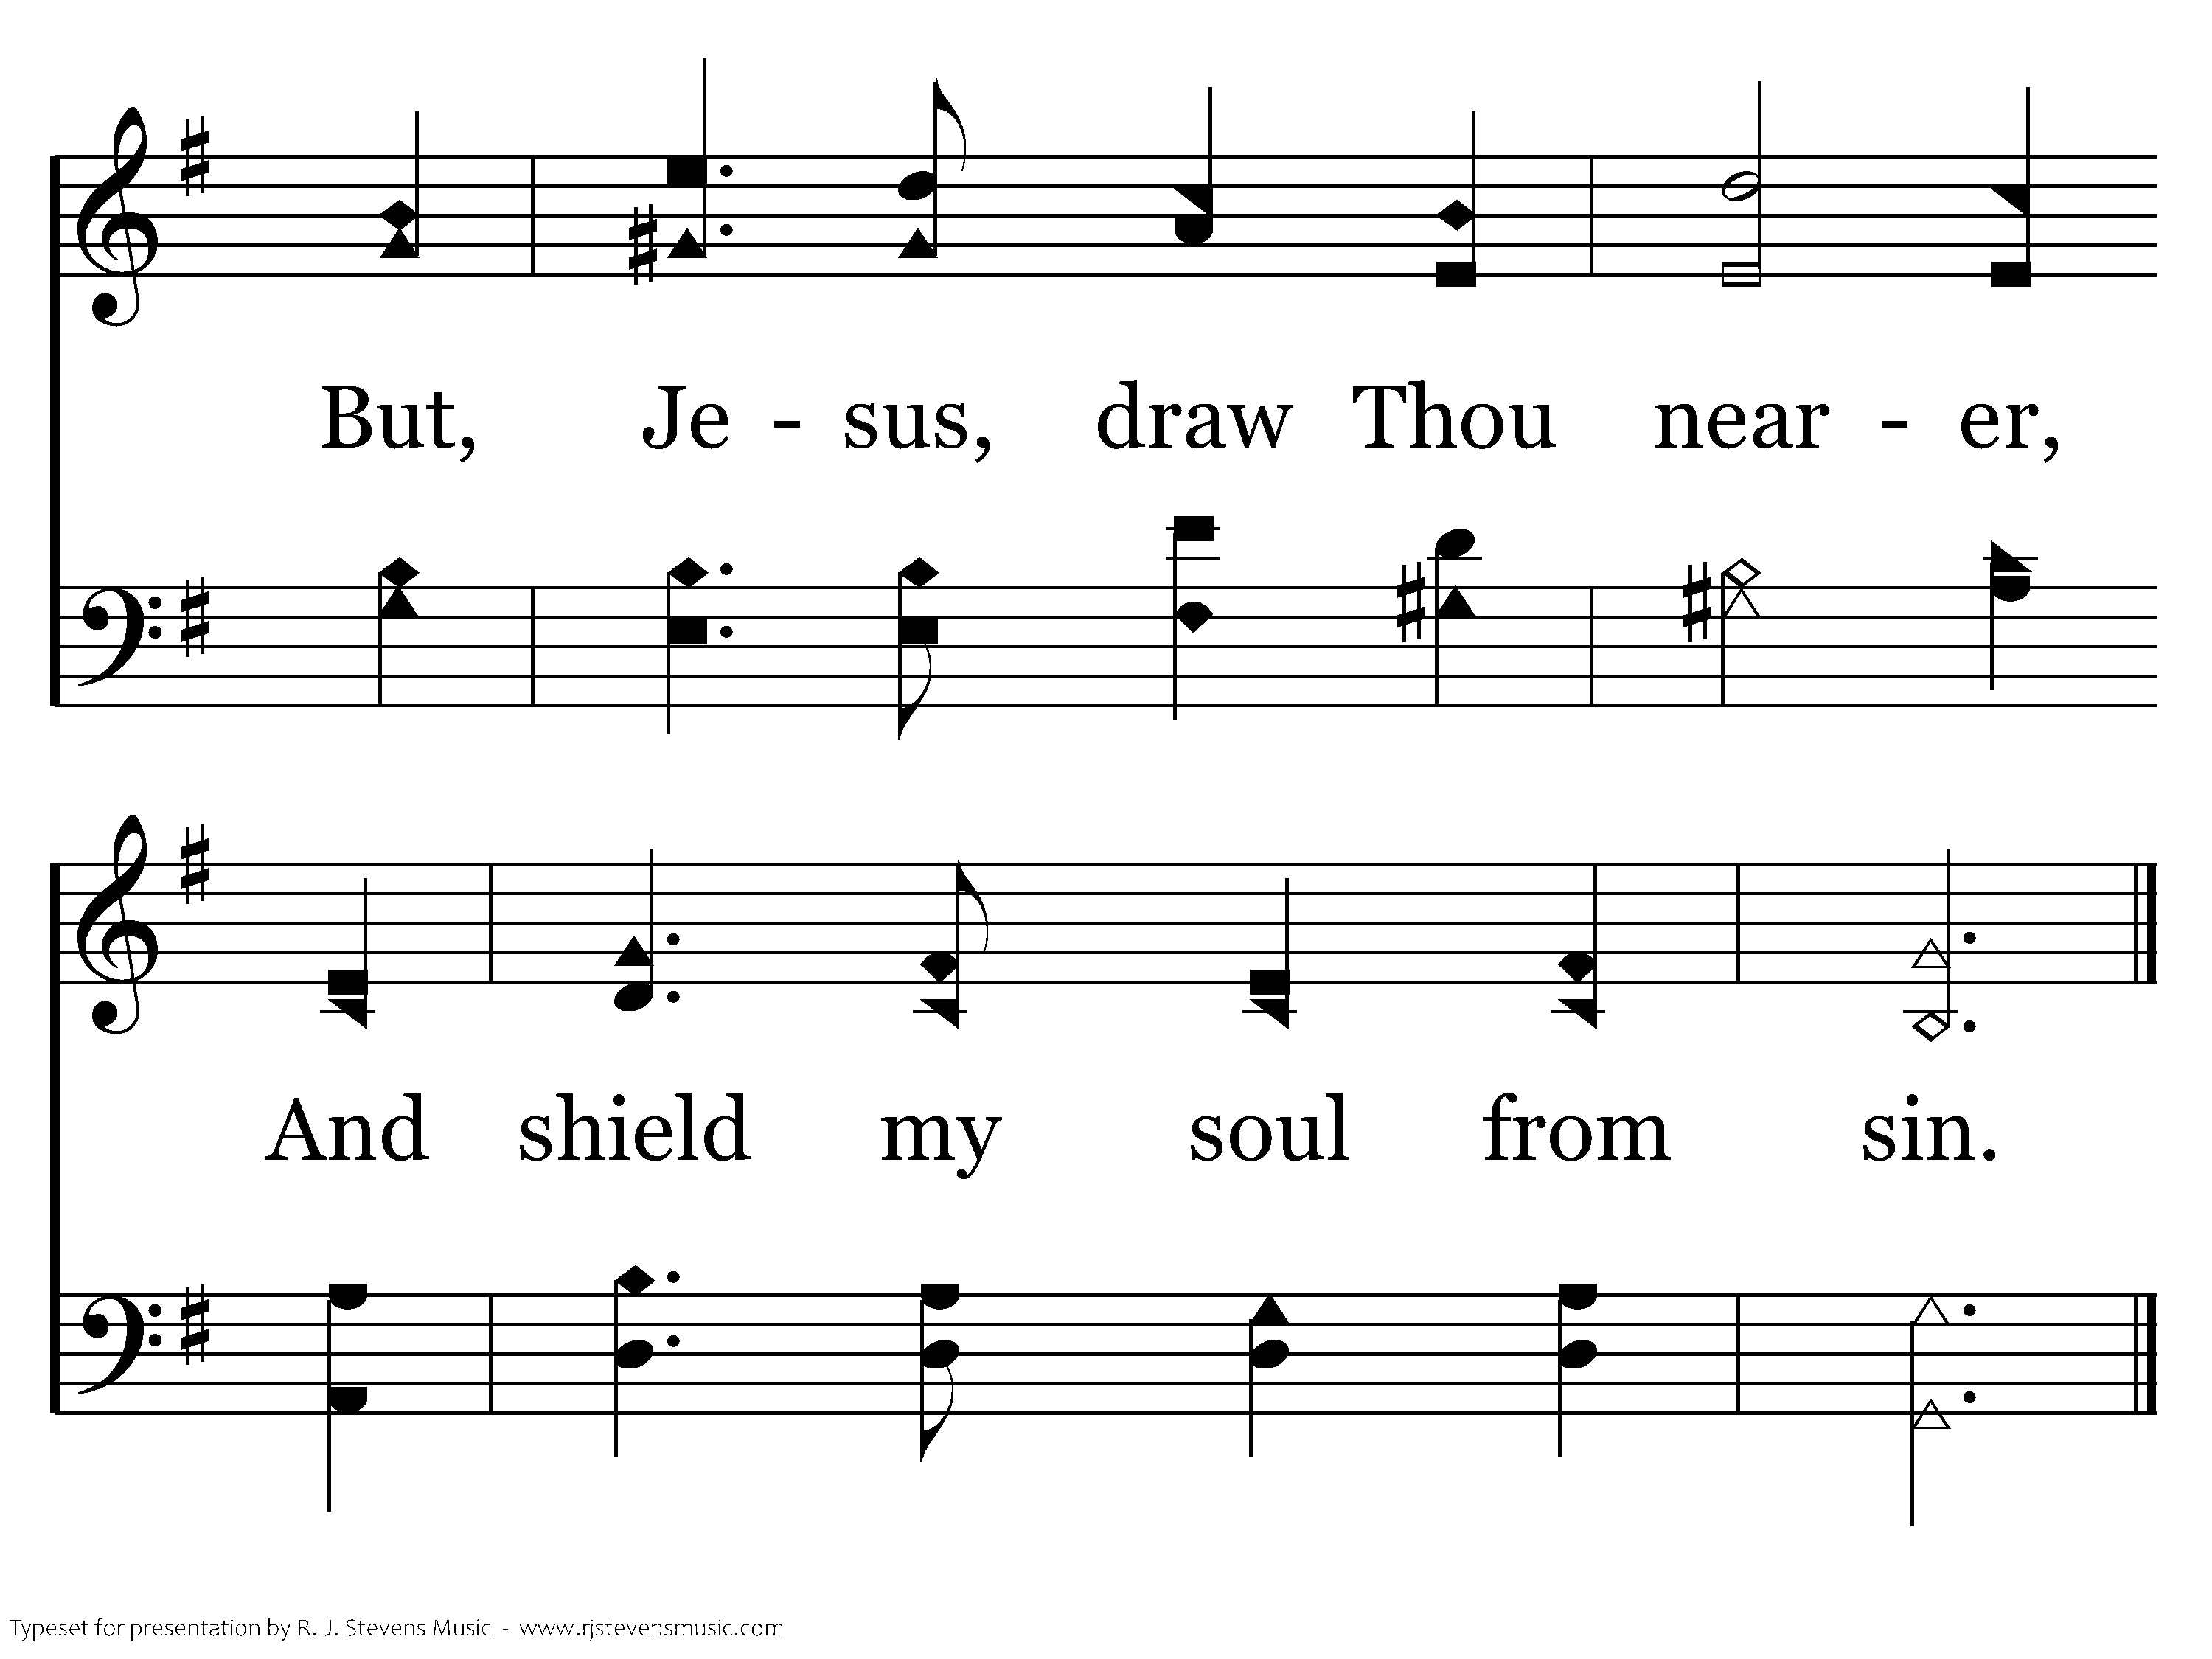 But, Je - sus, draw Thou near - er,
And shield my soul from sin.
Typeset for presentation by R. J. Stevens Music - www.rjstevensmusic.com